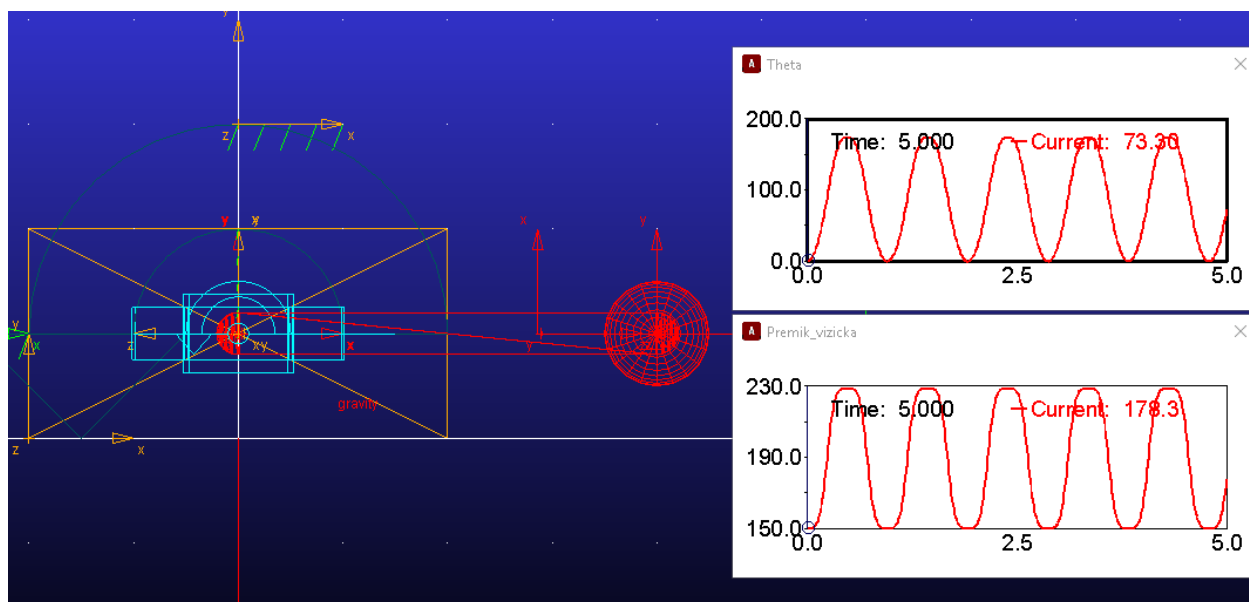 y
z
x
y
x
z
x
z
x
y
x
y
z
x y
x
y
x
y
gravity
A Theta
200.0
Time: 5.000
Current: 73.30
100.0
0.0
0.0
2.5
5.0
A Premik_vizicka
230.0
Time: 5.000
Current: 178.3
190.0
150.0
0.0
2.5
5.0